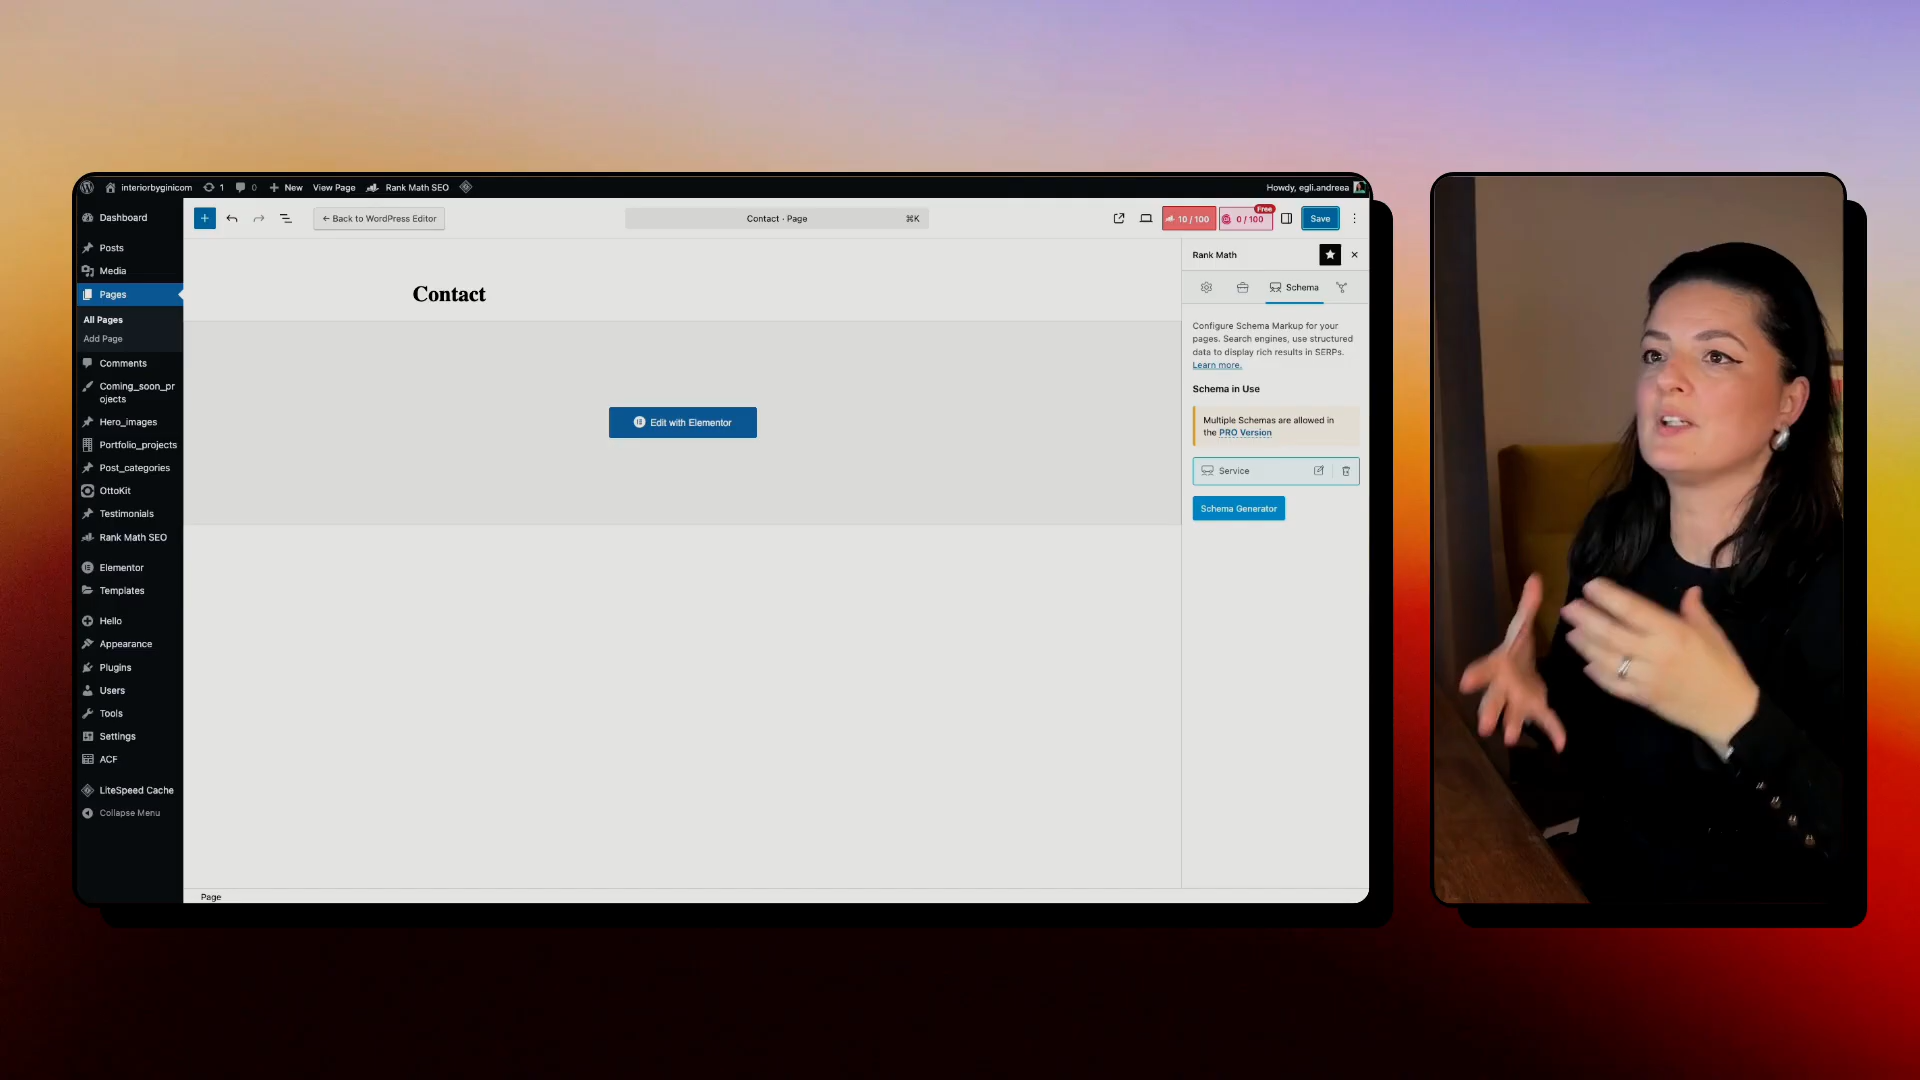 interiorbyginicom 1 0 New View Page Rank Math SEO Howdy, egli.andreea
Dashboard
Posts
Media
Pages
All Pages
Add Page
Comments
Coming_soon_pr
ojects
Hero_images
Portfolio_projects
Post_categories
OttoKit
Testimonials
Rank Math SEO
Elementor
Templates
Hello
Appearance
Plugins
Users
Tools
Settings
ACF
LiteSpeed Cache
Collapse Menu
← Back to WordPress Editor
Contact · Page ⌘K
10 / 100
0 / 100
Free
Save
Contact
Edit with Elementor
Page
Rank Math
Schema
Configure Schema Markup for your
pages. Search engines, use structured
data to display rich results in SERPs.
Learn more.
Schema in Use
Multiple Schemas are allowed in
the PRO Version
Service
Schema Generator